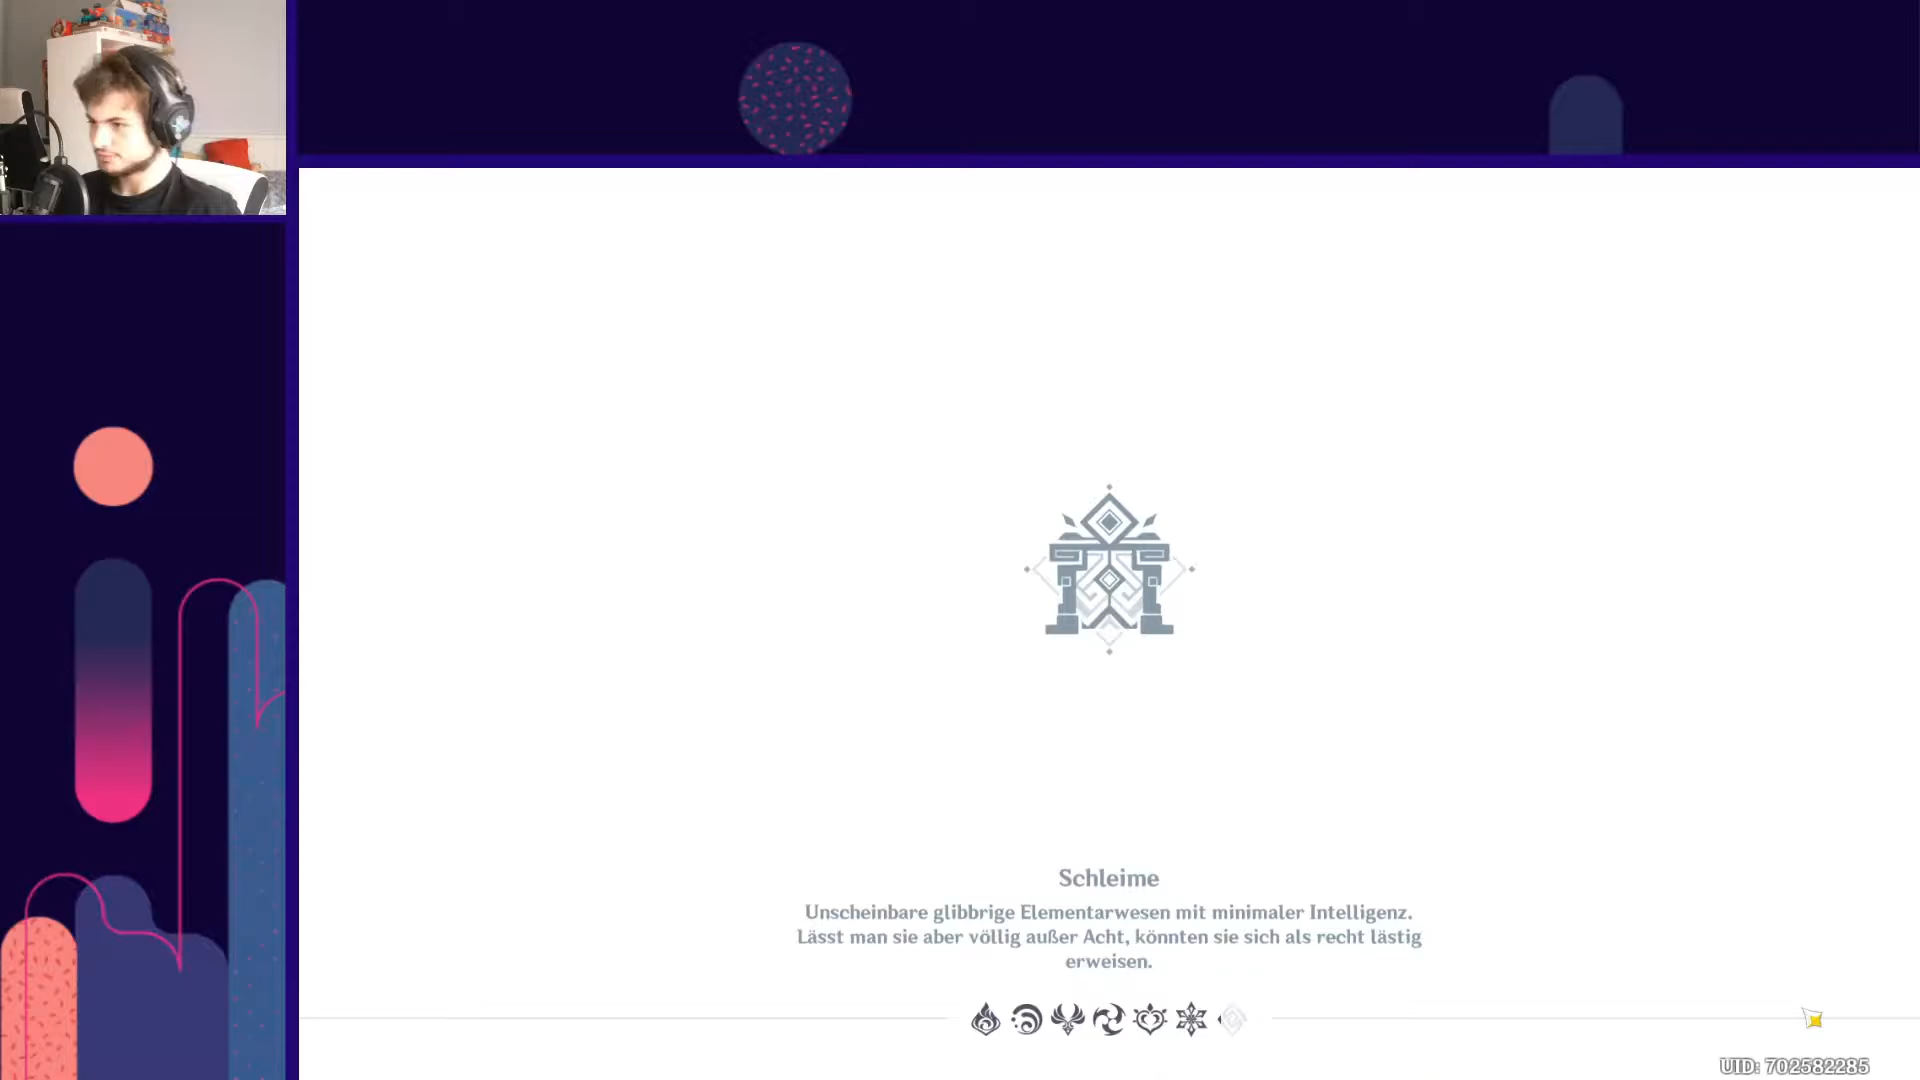 Schleime
Unscheinbare glibbrige Elementarwesen mit minimaler Intelligenz.
Lässt man sie aber völlig außer Acht, könnten sie sich als recht lästig
erweisen.
UID: 702582285